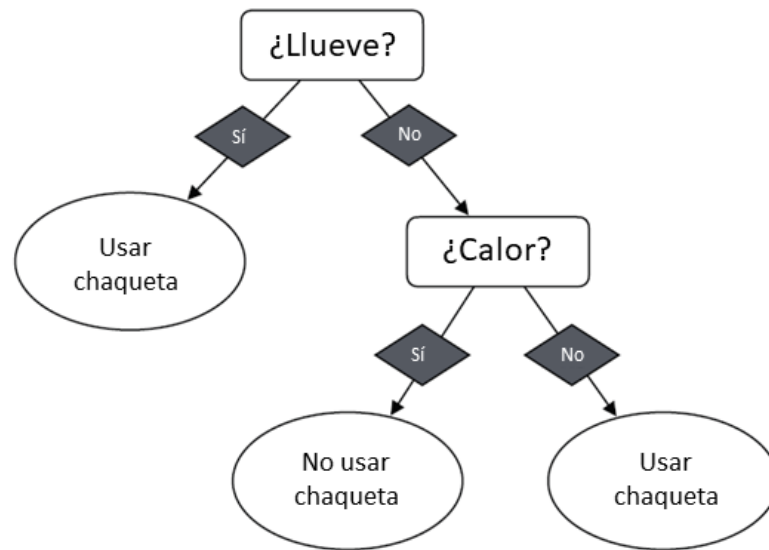 ¿Llueve?
Sí
No
Usar
chaqueta
¿Calor?
Sí
No
No usar
chaqueta
Usar
chaqueta